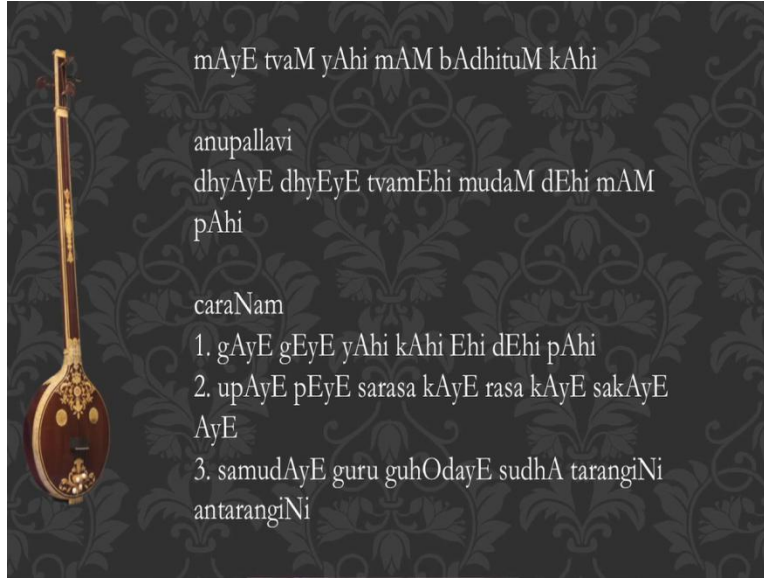 mAyE tvaM yAhi mAM bAdhituM kAhi
anupallavi
dhyAyE dhyEyE tvamEhi mudaM dEhi mAM
pAhi
caraNam
1. gAyE gEyE yAhi kAhi Ehi dEhi pAhi
2. upAyE pEyE sarasa kAyE rasa kAyE sakAyE
AyE
3. samudAyE guru guhOdayE sudhA tarangiNi
antarangiNi